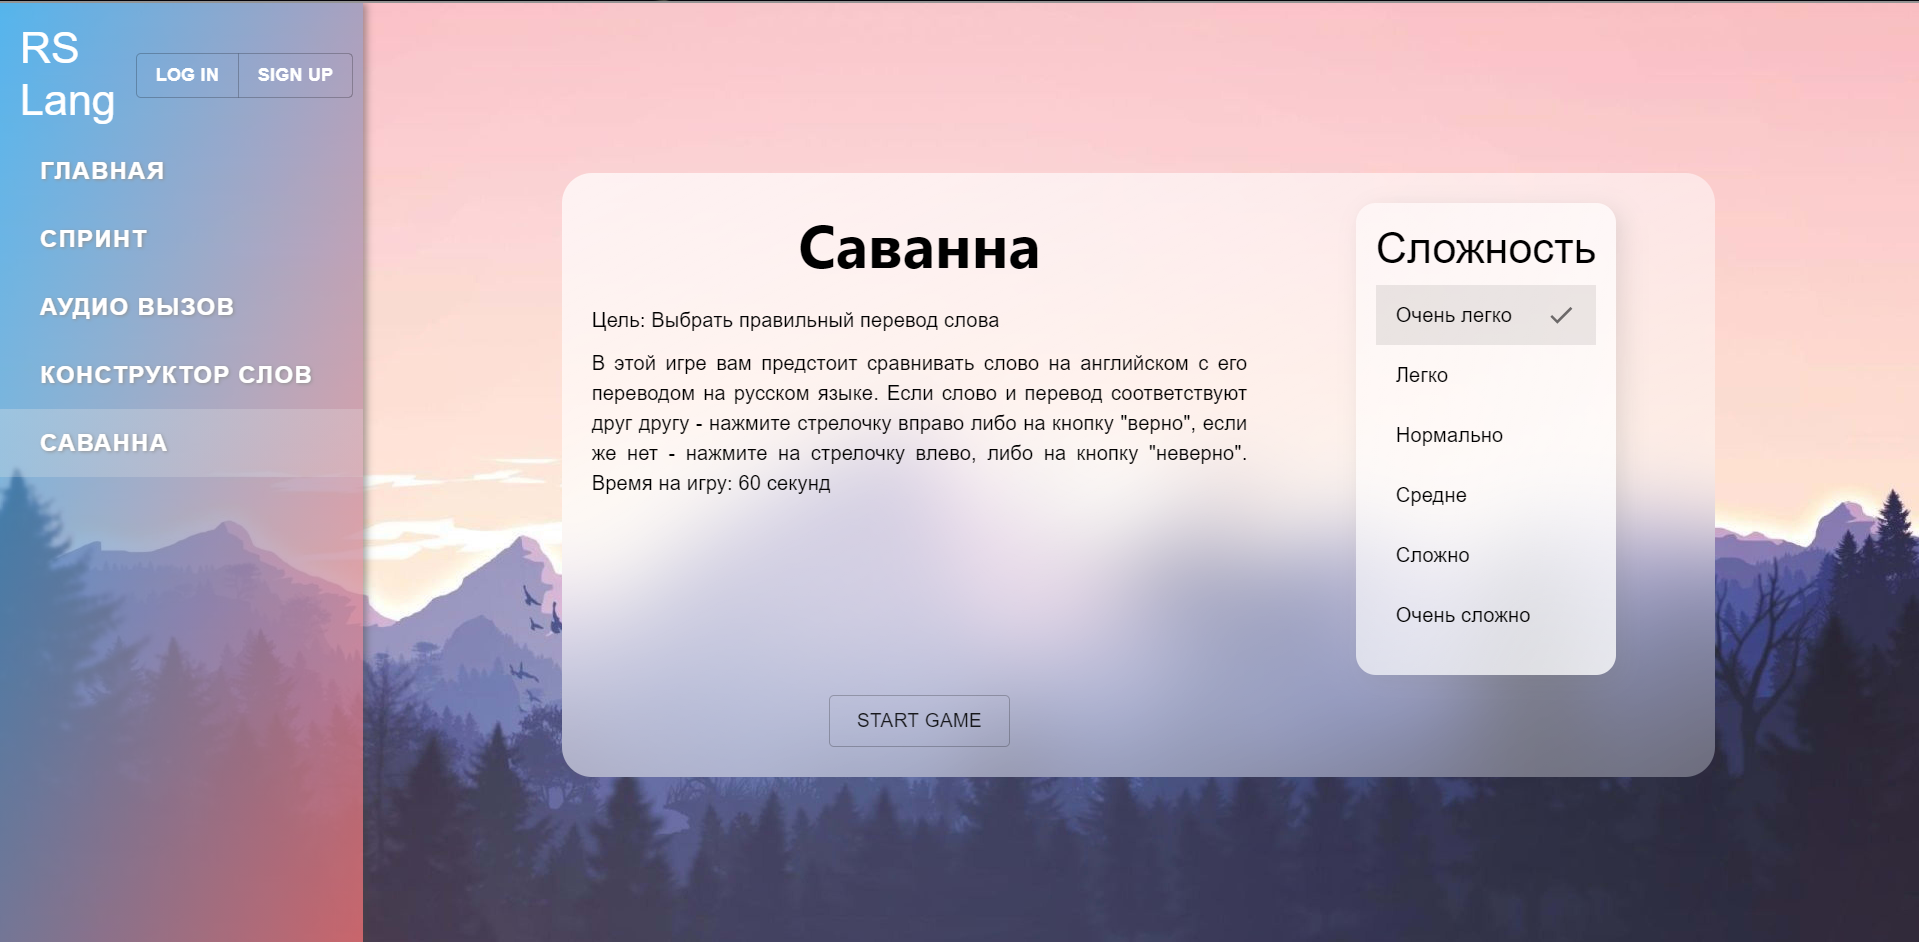 RS
Lang
LOG IN
SIGN UP
ГЛАВНАЯ
СПРИНТ
АУДИО ВЫЗОВ
КОНСТРУКТОР СЛОВ
САВАННА
Саванна
Цель: Выбрать правильный перевод слова
В этой игре вам предстоит сравнивать слово на английском с его
переводом на русском языке. Если слово и перевод соответствуют
друг другу - нажмите стрелочку вправо либо на кнопку "верно", если
же нет - нажмите на стрелочку влево, либо на кнопку "неверно".
Время на игру: 60 секунд
START GAME
Сложность
Очень легко
Легко
Нормально
Средне
Сложно
Очень сложно